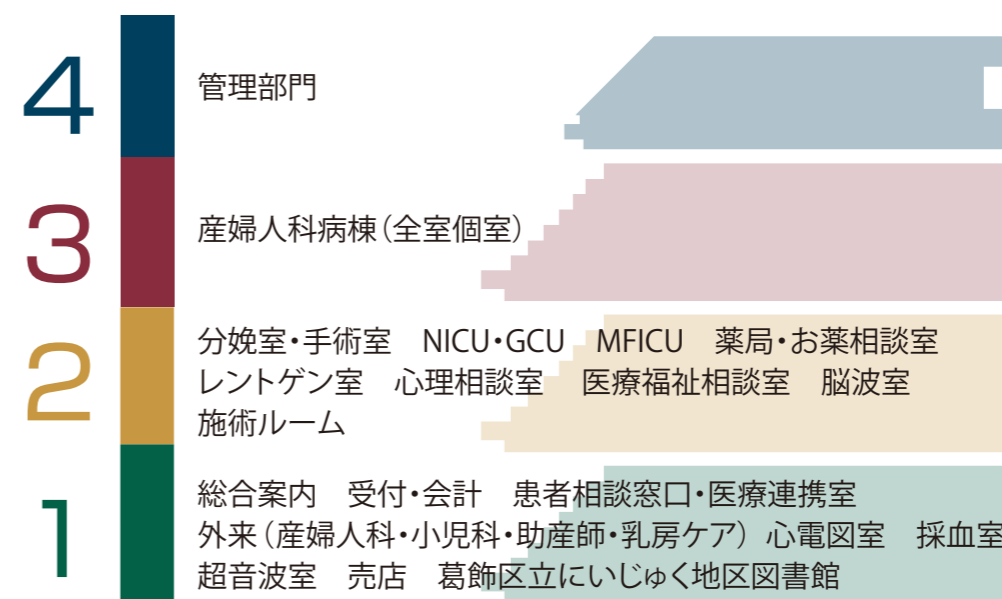 4
管理部門
3
産婦人科病棟（全室個室）
2
分娩室・手術室　NICU・GCU　MFICU　薬局・お薬相談室
レントゲン室　心理相談室　医療福祉相談室　脳波室
施術ルーム
1
総合案内　受付・会計　患者相談窓口・医療連携室
外来（産婦人科・小児科・助産師・乳房ケア）心電図室　採血室
超音波室　売店　葛飾区立にいじゅく地区図書館